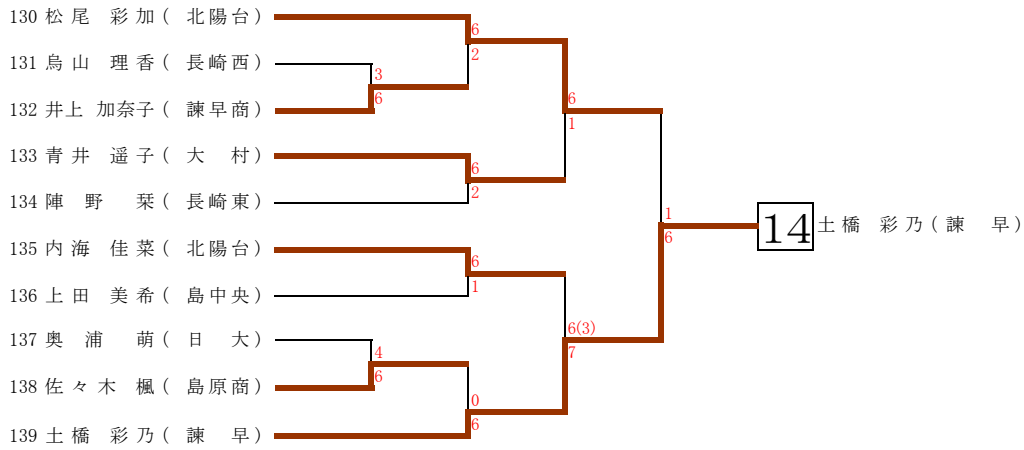 130 松尾 彩加( 北陽台)
6
131 烏山 理香( 長崎西)
2
3
6
132 井上 加奈子( 諫早商)
6
1
133 青井 遥子( 大 村)
6
2
134 陣野 栞( 長崎東)
1
14 土橋 彩乃( 諫 早)
6
135 内海 佳菜( 北陽台)
6
1
136 上田 美希( 島中央)
6(3)
7
137 奥浦 萌( 日 大)
4
6
138 佐々木 楓( 島原商)
0
6
139 土橋 彩乃( 諫 早)